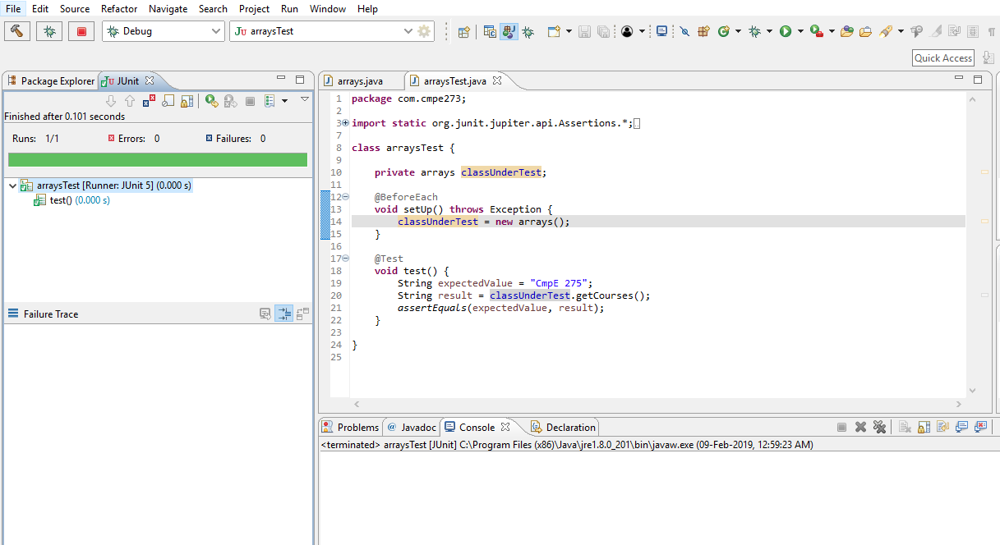 File Edit Source Refactor Navigate Search Project Run Window Help
Debug
Ju arraysTest
Quick Access
Package Explorer
JUnit
Finished after 0.101 seconds
Runs: 1/1 Errors: 0 Failures: 0
arraysTest [Runner: JUnit 5] (0.000 s)
test() (0.000 s)
Failure Trace
arrays.java
arraysTest.java
1 package com.cmpe273;
2
3 import static org.junit.jupiter.api.Assertions.*;
7
8 class arraysTest {
9
10 private arrays classUnderTest;
11
12 @BeforeEach
13 void setUp() throws Exception {
14 classUnderTest = new arrays();
15 }
16
17 @Test
18 void test() {
19 String expectedValue = "CmpE 275";
20 String result = classUnderTest.getCourses();
21 assertEquals(expectedValue, result);
22 }
23
24 }
25
Problems @ Javadoc Console Declaration
<terminated> arraysTest [JUnit] C:\Program Files (x86)\Java\jre1.8.0_201\bin\javaw.exe (09-Feb-2019, 12:59:23 AM)